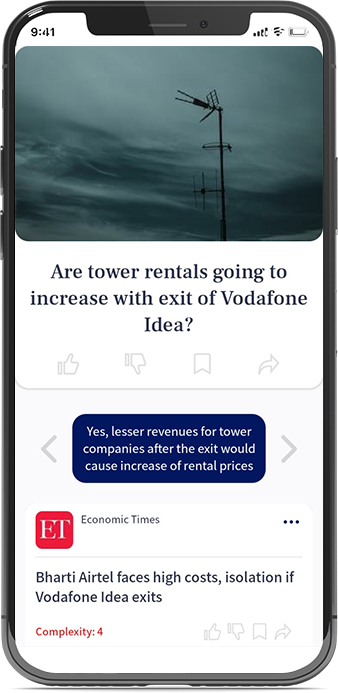 9:41
Are tower rentals going to
increase with exit of Vodafone
Idea?
Yes, lesser revenues for tower
companies after the exit would
cause increase of rental prices
ET
Economic Times
Bharti Airtel faces high costs, isolation if
Vodafone Idea exits
Complexity: 4